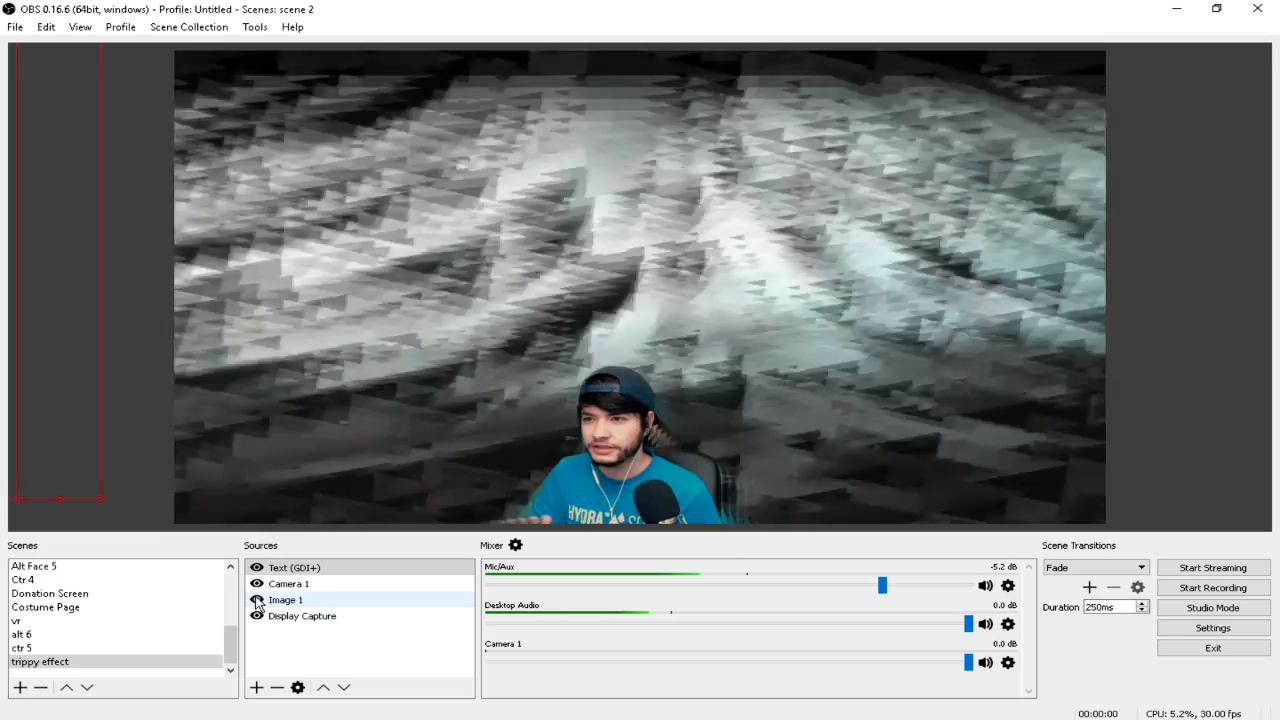 OBS 0.16.6 (64bit, windows) - Profile: Untitled - Scenes: scene 2
File Edit View Profile Scene Collection Tools Help
HYDRA
Scenes
Alt Face 5
Ctr 4
Donation Screen
Costume Page
vr
alt 6
ctr 5
trippy effect
Sources
Text (GDI+)
Camera 1
Image 1
Display Capture
Mixer
Mic/Aux -5.2 dB
Desktop Audio 0.0 dB
Camera 1 0.0 dB
Scene Transitions
Fade
Duration 250ms
Start Streaming
Start Recording
Studio Mode
Settings
Exit
00:00:00 CPU: 5.2%, 30.00 fps